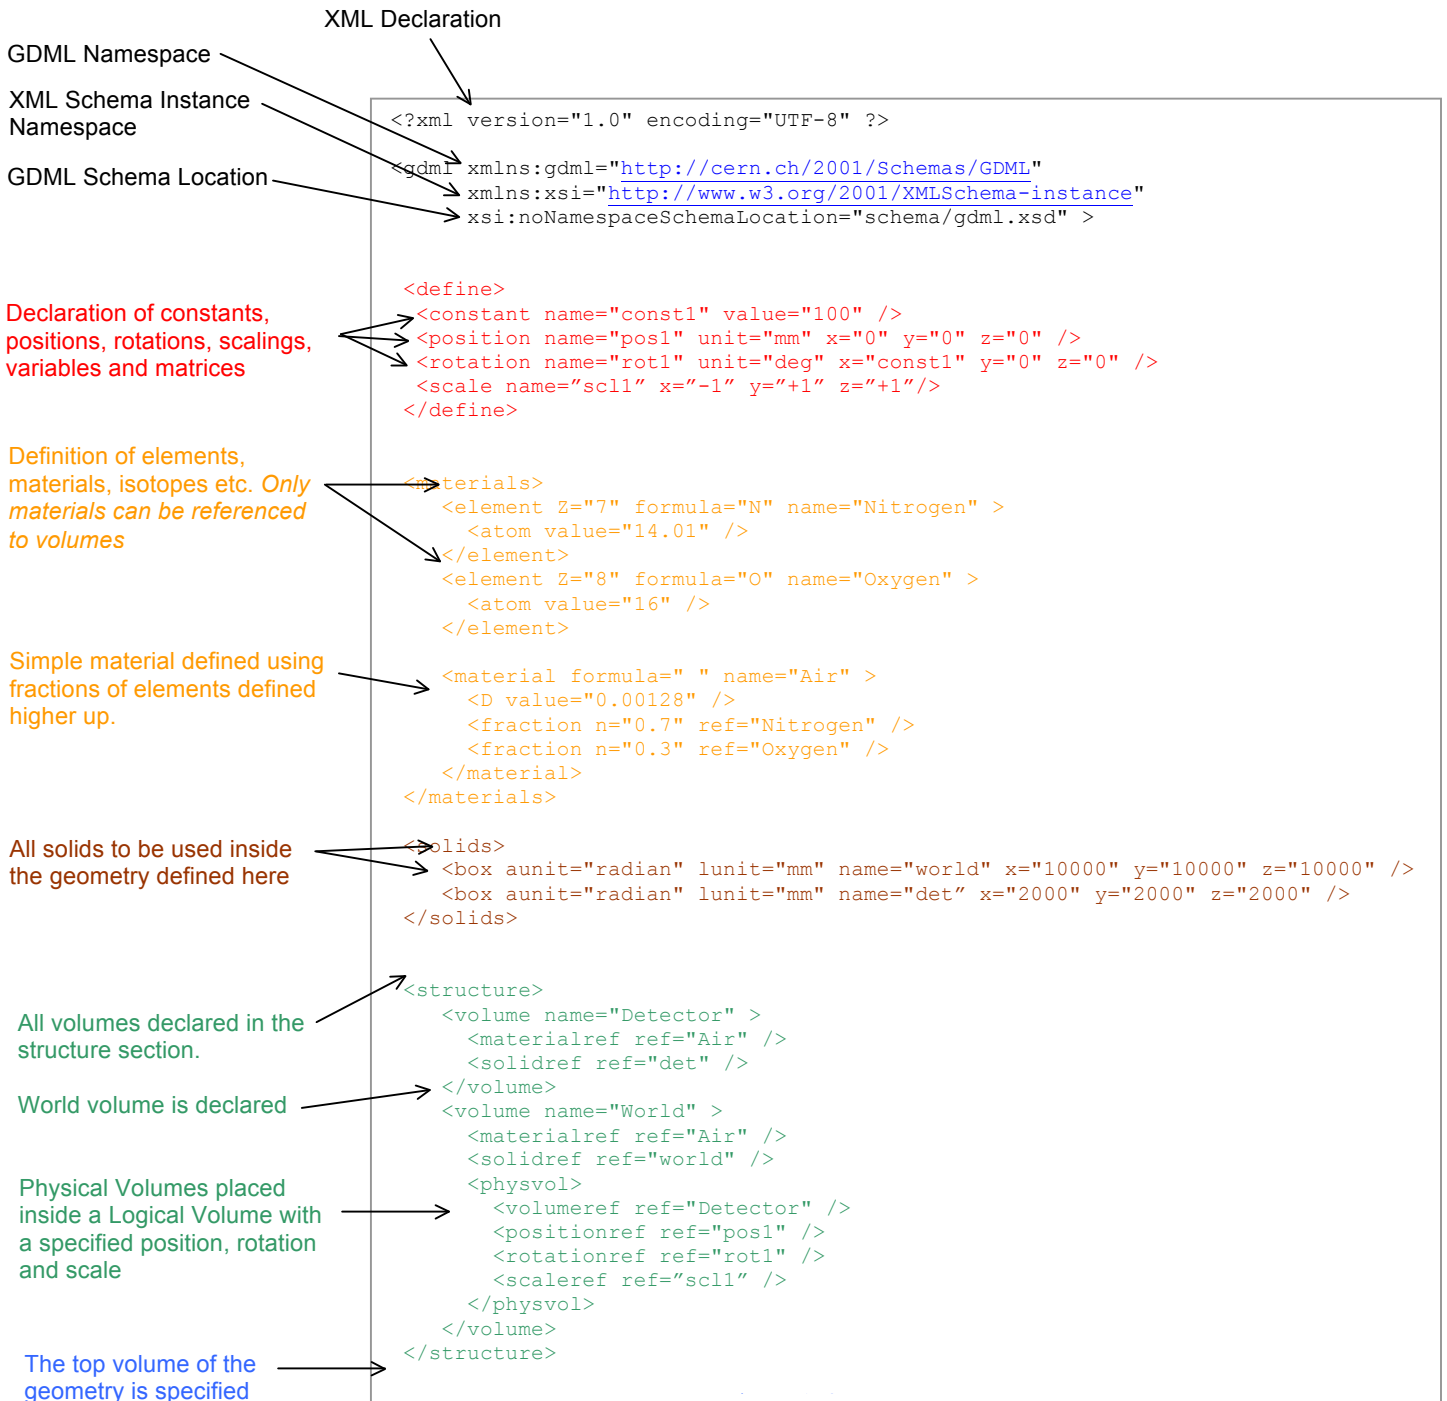 XML Declaration
GDML Namespace
XML Schema Instance
Namespace
GDML Schema Location
<?xml version="1.0" encoding="UTF-8" ?>
<gdml xmlns:gdml="http://cern.ch/2001/Schemas/GDML"
xmlns:xsi="http://www.w3.org/2001/XMLSchema-instance"
xsi:noNamespaceSchemaLocation="schema/gdml.xsd" >
Declaration of constants,
positions, rotations, scalings,
variables and matrices
<define>
<constant name="const1" value="100" />
<position name="pos1" unit="mm" x="0" y="0" z="0" />
<rotation name="rot1" unit="deg" x="const1" y="0" z="0" />
<scale name=”scl1” x=”-1” y=”+1” z=”+1”/>
</define>
Definition of elements,
materials, isotopes etc. Only
materials can be referenced
to volumes
<materials>
<element Z="7" formula="N" name="Nitrogen" >
<atom value="14.01" />
</element>
<element Z="8" formula="O" name="Oxygen" >
<atom value="16" />
</element>
Simple material defined using
fractions of elements defined
higher up.
<material formula=" " name="Air" >
<D value="0.00128" />
<fraction n="0.7" ref="Nitrogen" />
<fraction n="0.3" ref="Oxygen" />
</material>
</materials>
All solids to be used inside
the geometry defined here
<solids>
<box aunit="radian" lunit="mm" name="world" x="10000" y="10000" z="10000" />
<box aunit="radian" lunit="mm" name="det” x="2000" y="2000" z="2000" />
</solids>
All volumes declared in the
structure section.
<structure>
<volume name="Detector" >
<materialref ref="Air" />
<solidref ref="det" />
</volume>
World volume is declared
<volume name="World" >
<materialref ref="Air" />
<solidref ref="world" />
Physical Volumes placed
inside a Logical Volume with
a specified position, rotation
and scale
<physvol>
<volumeref ref="Detector" />
<positionref ref="pos1" />
<rotationref ref="rot1" />
<scaleref ref=”scl1” />
</physvol>
</volume>
</structure>
The top volume of the
geometry is specified